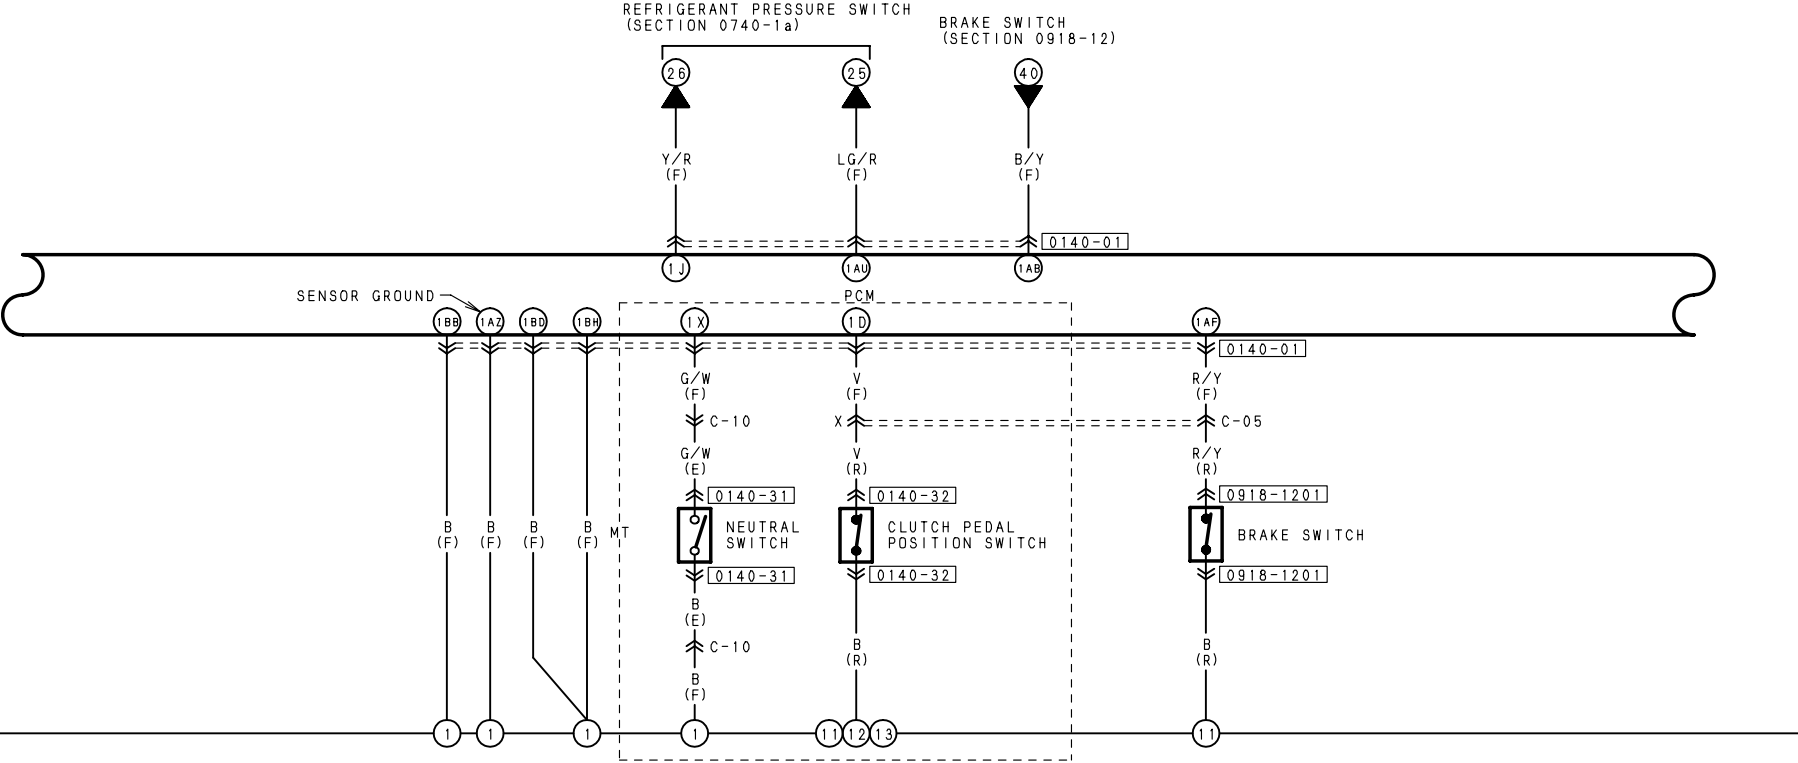 REFRIGERANT PRESSURE SWITCH
(SECTION 0740-1a)
BRAKE SWITCH
(SECTION 0918-12)
26
25
40
Y/R
(F)
LG/R
(F)
B/Y
(F)
0140-01
1J
1AU
1AB
SENSOR GROUND
PCM
1BB
1AZ
1BD
1BH
1X
1D
1AF
0140-01
G/W
(F)
V
(F)
R/Y
(F)
C-10
X
C-05
G/W
(E)
V
(R)
R/Y
(R)
0140-31
0140-32
0918-1201
B
(F)
B
(F)
B
(F)
B
(F)
MT
NEUTRAL
SWITCH
CLUTCH PEDAL
POSITION SWITCH
BRAKE SWITCH
0140-31
0140-32
0918-1201
B
(E)
C-10
B
(R)
B
(R)
B
(F)
1
1
1
1
11
12
13
11